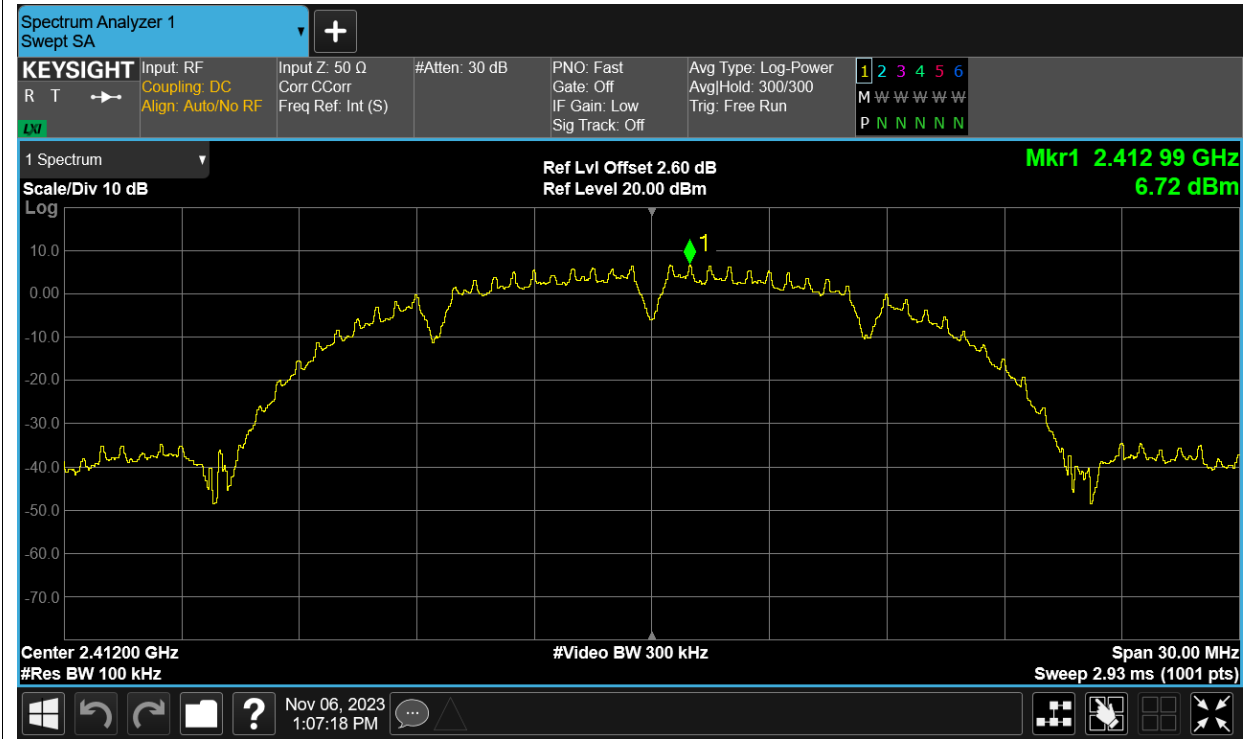 Spectrum Analyzer 1
Swept SA
KEYSIGHT
R T
LXI
Input: RF
Coupling: DC
Align: Auto/No RF
Input Z: 50 Ω
Corr CCorr
Freq Ref: Int (S)
#Atten: 30 dB
PNO: Fast
Gate: Off
IF Gain: Low
Sig Track: Off
Avg Type: Log-Power
Avg|Hold: 300/300
Trig: Free Run
1 2 3 4 5 6
M W W W W W
P N N N N N
1 Spectrum
Scale/Div 10 dB
Log
Ref Lvl Offset 2.60 dB
Ref Level 20.00 dBm
Mkr1 2.412 99 GHz
6.72 dBm
1
10.0
0.00
-10.0
-20.0
-30.0
-40.0
-50.0
-60.0
-70.0
Center 2.41200 GHz
#Res BW 100 kHz
#Video BW 300 kHz
Span 30.00 MHz
Sweep 2.93 ms (1001 pts)
?
Nov 06, 2023
1:07:18 PM